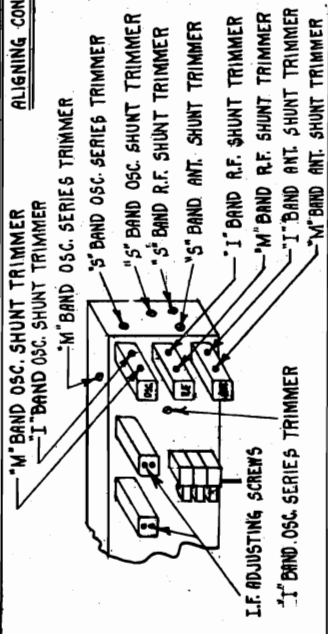 ALIGNING CON
"M" BAND OSC. SHUNT TRIMMER
"I" BAND OSC. SHUNT TRIMMER
"M" BAND OSC. SERIES TRIMMER
"S" BAND OSC. SERIES TRIMMER
"S" BAND OSC. SHUNT TRIMMER
"S" BAND R.F. SHUNT TRIMMER
"S" BAND ANT. SHUNT TRIMMER
"I" BAND R.F. SHUNT TRIMMER
"M" BAND R.F. SHUNT TRIMMER
"I" BAND ANT. SHUNT TRIMMER
"M" BAND ANT. SHUNT TRIMMER
OSC
R.F.
I.F. ADJUSTING SCREWS
"I" BAND. OSC. SERIES TRIMMER